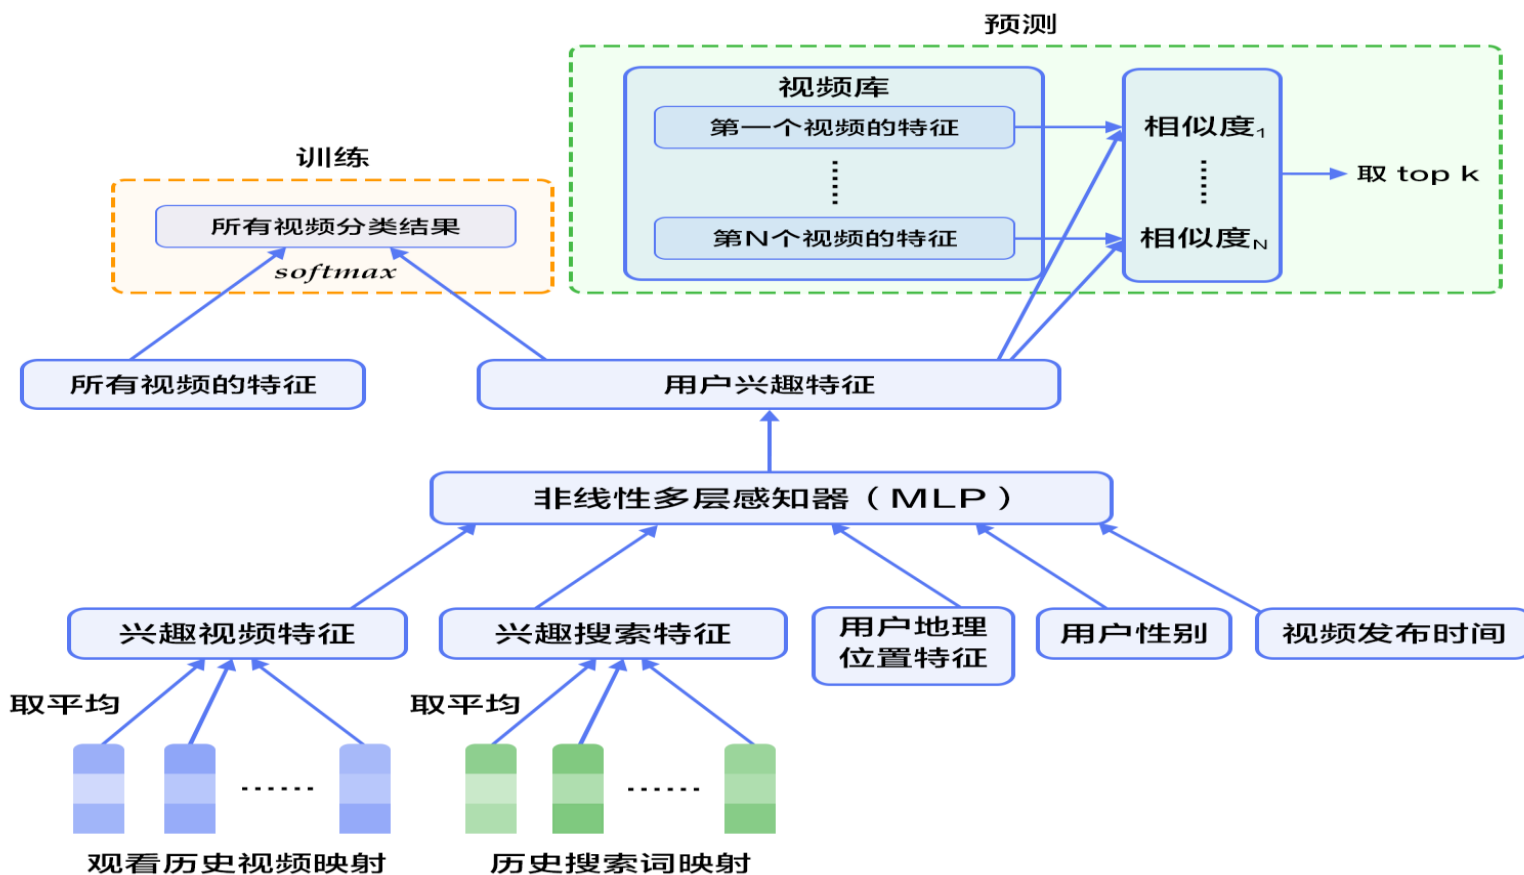 预测
视频库
第一个视频的特征
相似度1
训练
取 top k
所有视频分类结果
第N个视频的特征
相似度N
softmax
所有视频的特征
用户兴趣特征
非线性多层感知器（MLP）
兴趣视频特征
兴趣搜索特征
用户地理
位置特征
用户性别
视频发布时间
取平均
取平均
观看历史视频映射
历史搜索词映射